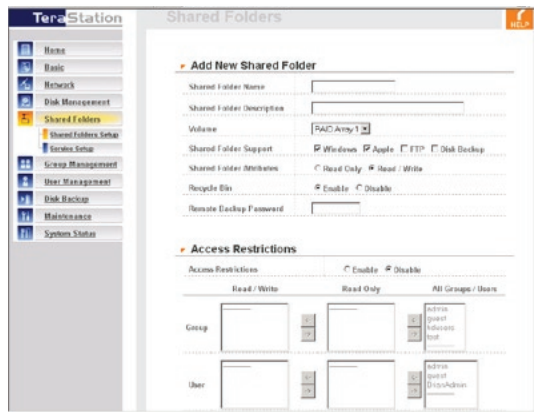 TeraStation
Shared Folders
HELP
Home
Basic
Network
Disk Management
Shared Folders
Shared Folders Setup
Service Setup
Group Management
User Management
Disk Backup
Maintenance
System Status
Add New Shared Folder
Shared Folder Name
Shared Folder Description
Volume RAID Array 1
Shared Folder Support Windows Apple FTP Disk Backup
Shared Folder Attributes Read Only Read / Write
Recycle Bin Enable Disable
Remote Backup Password
Access Restrictions
Access Restrictions Enable Disable
Read / Write Read Only All Groups / Users
Group
admin
guest
test
User
admin
guest